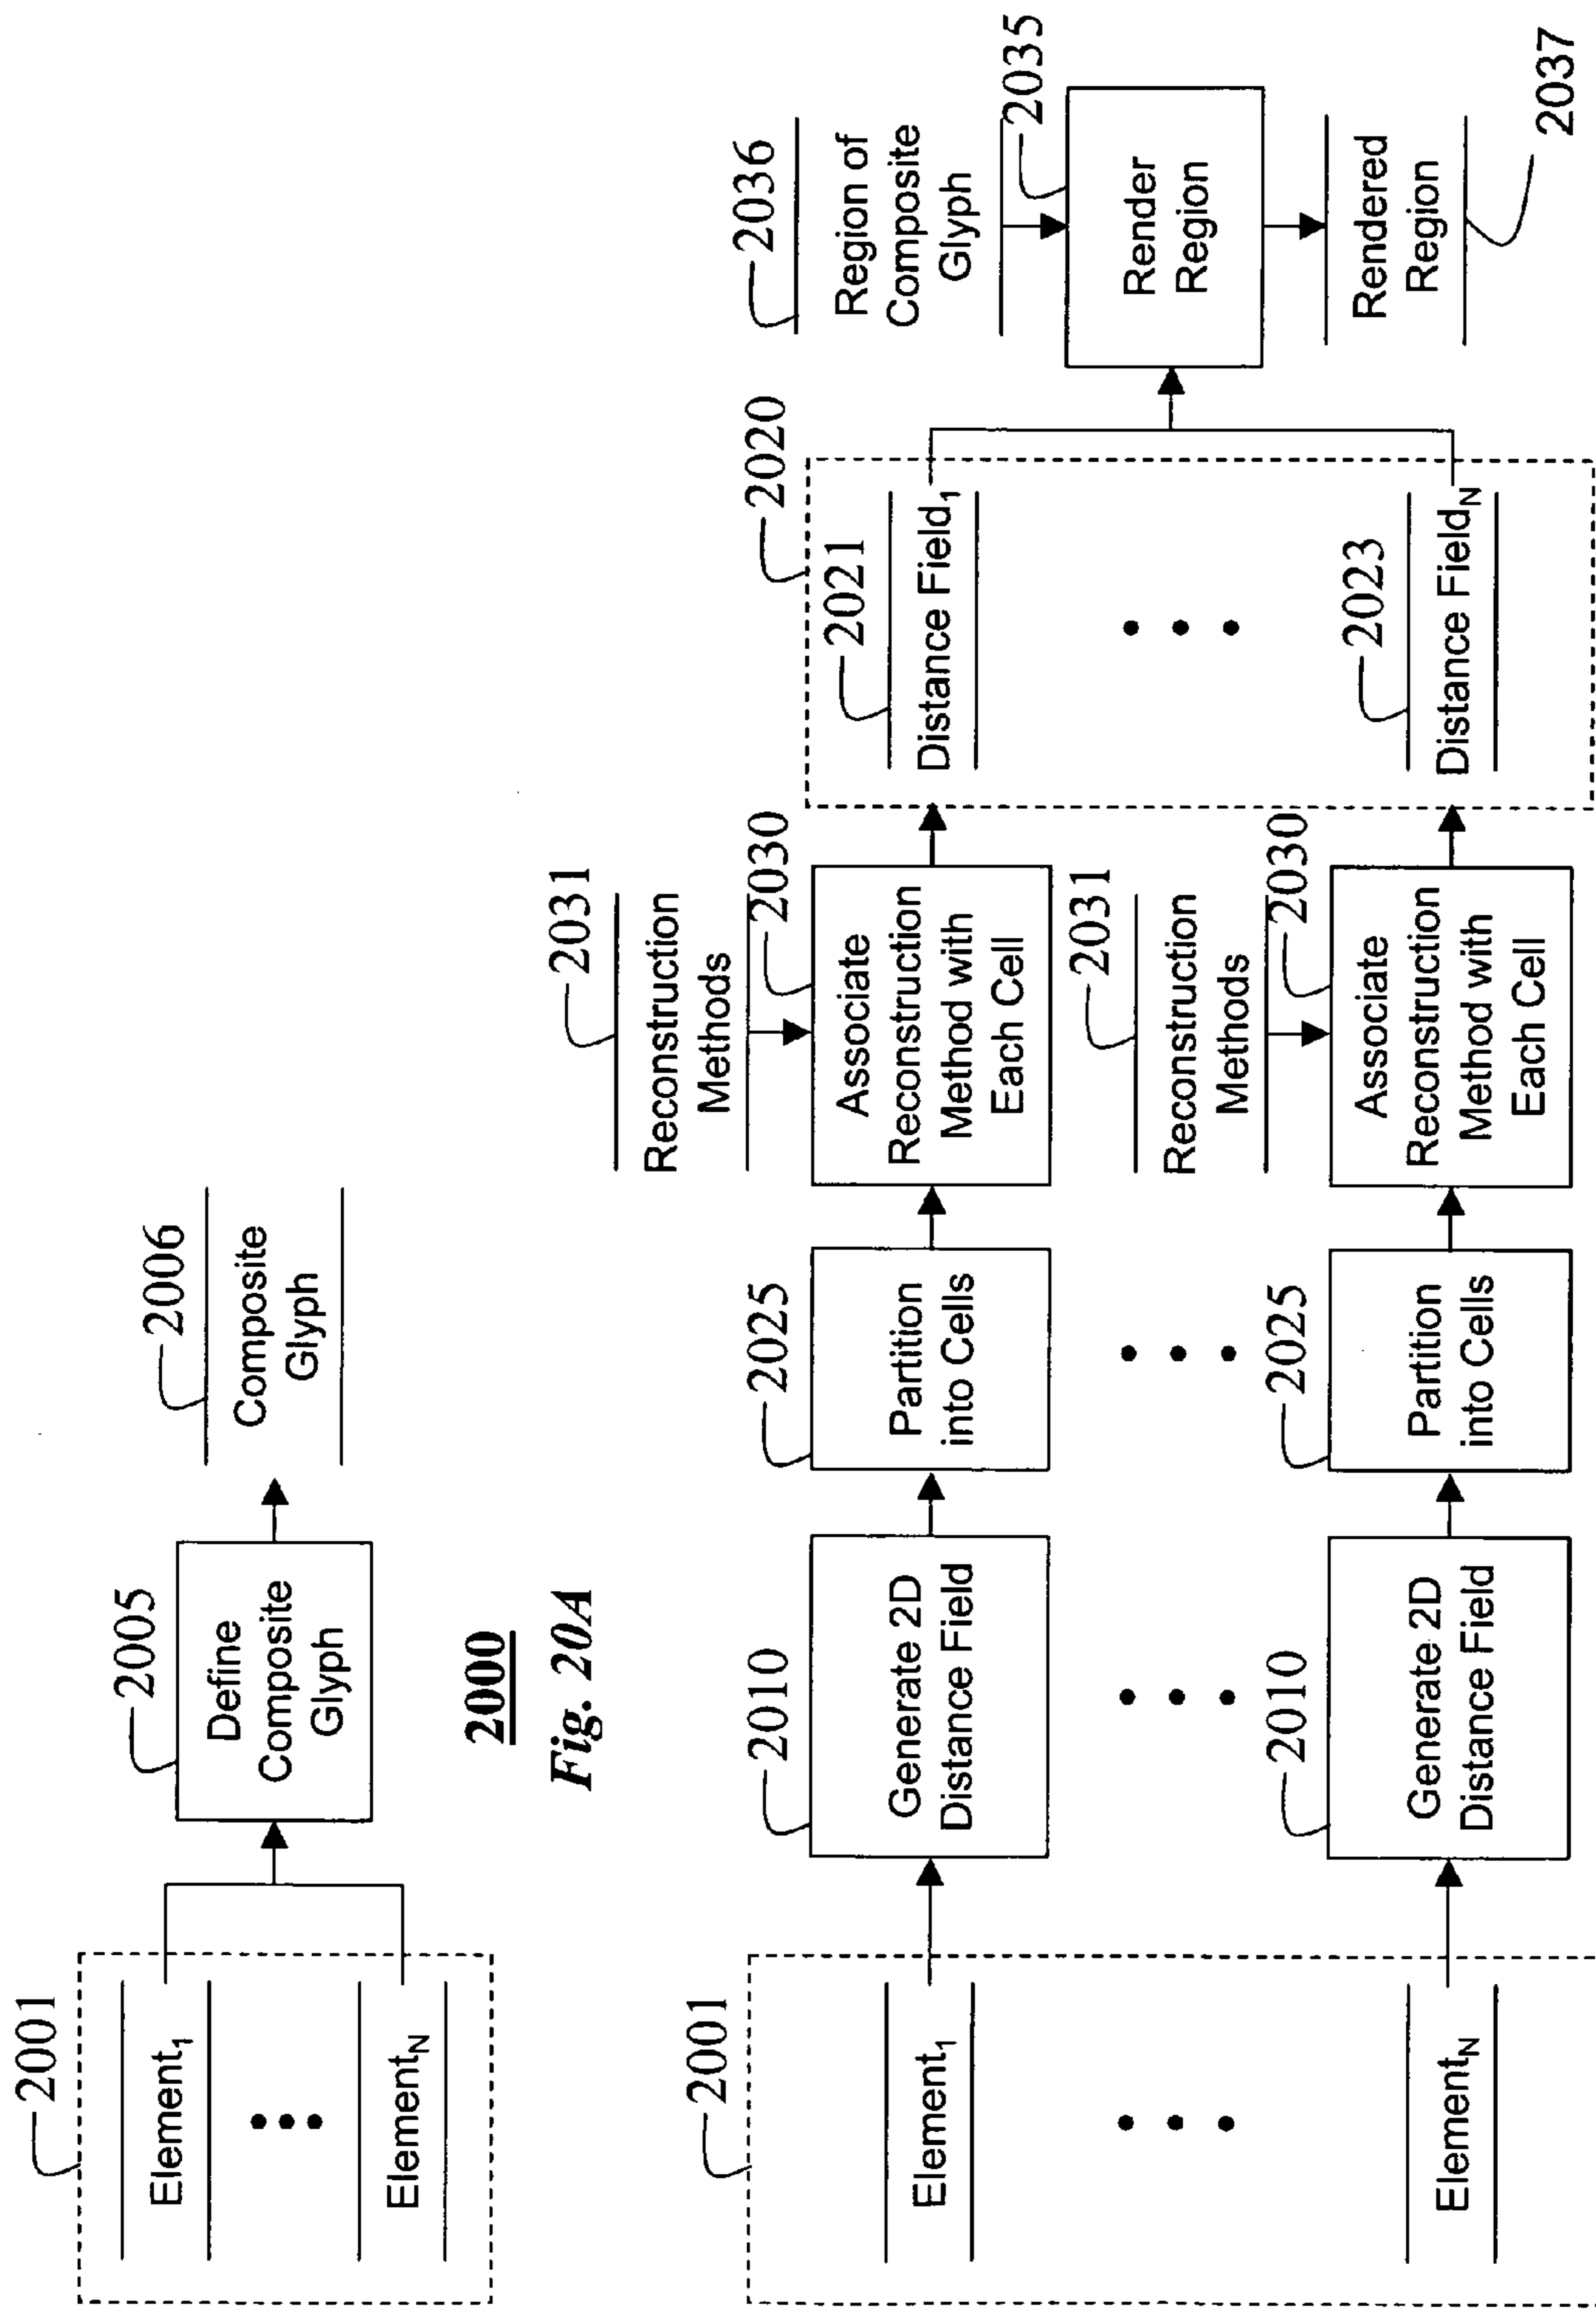 2001
Element1
ElementN
2005
Define
Composite
Glyph
2006
Composite
Glyph
2000
Fig. 20A
2001
Element1
ElementN
2010
Generate 2D
Distance Field
2010
Generate 2D
Distance Field
2025
Partition
into Cells
2025
Partition
into Cells
2031
Reconstruction
Methods
2030
Associate
Reconstruction
Method with
Each Cell
2031
Reconstruction
Methods
2030
Associate
Reconstruction
Method with
Each Cell
2020
2021
Distance Field1
2023
Distance FieldN
2036
Region of
Composite
Glyph
2035
Render
Region
Rendered
Region
2037